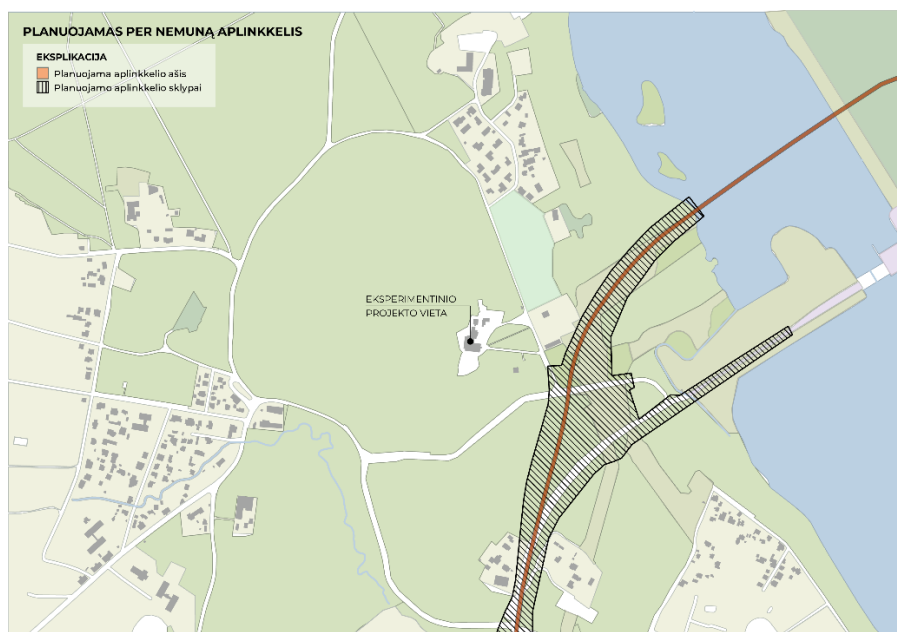 PLANUOJAMAS PER NEMUNĄ APLINKKELIS
EKSPLIKACIJA
Planuojama aplinkkelio ašis
Planuojamo aplinkkelio sklypai
EKSPERIMENTINIO
PROJEKTO VIETA